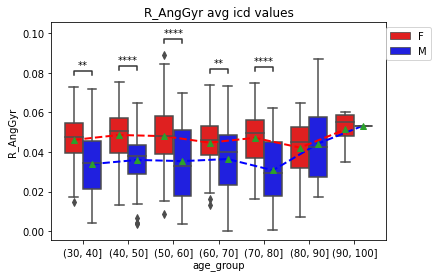 R_AngGyr avg icd values
F
M
R_AngGyr
0.10
0.08
0.06
0.04
0.02
0.00
** **** **** ** ****
(30, 40] (40, 50] (50, 60] (60, 70] (70, 80] (80, 90] (90, 100]
age_group